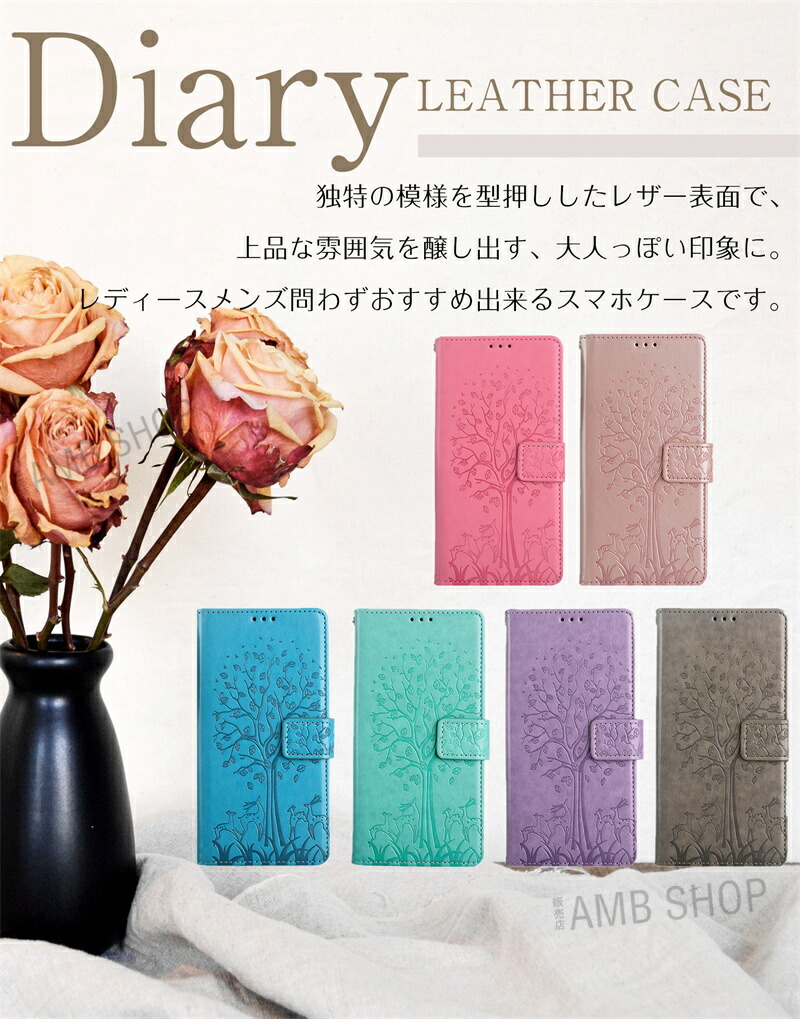 Diary
LEATHER CASE
独特の模様を型押ししたレザー表面で、
上品な雰囲気を醸し出す、大人っぽい印象に。
レディースメンズ問わずおすすめ出来るスマホケースです。
AMB SHOP
販売店
AMB SHOP